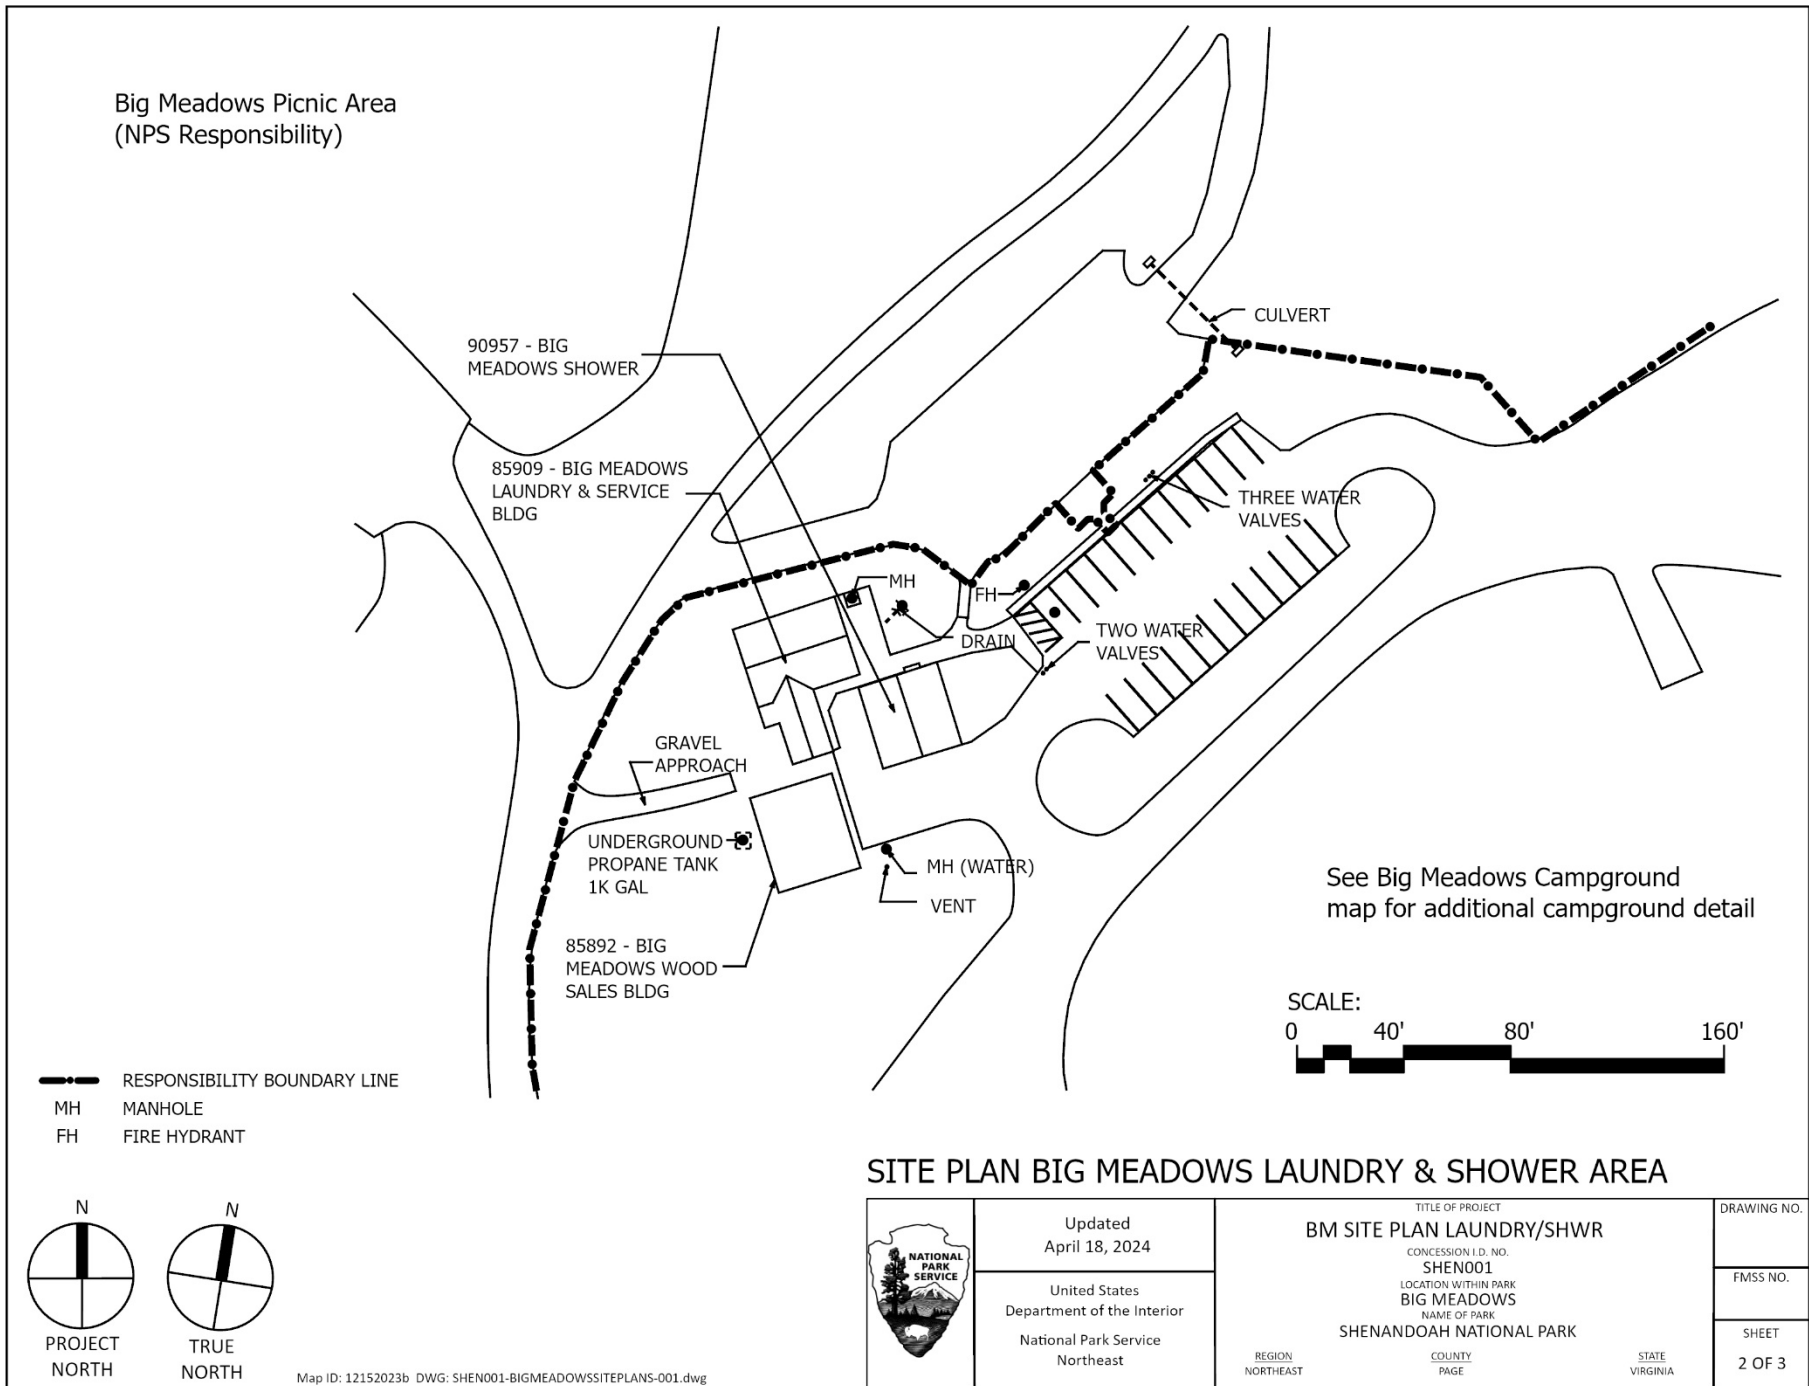 Big Meadows Picnic Area
(NPS Responsibility)
CULVERT
90957 - BIG
MEADOWS SHOWER
85909 - BIG MEADOWS
LAUNDRY & SERVICE
BLDG
THREE WATER
VALVES
MH
FH
DRAIN
TWO WATER
VALVES
GRAVEL
APPROACH
UNDERGROUND
PROPANE TANK
1K GAL
MH (WATER)
VENT
85892 - BIG
MEADOWS WOOD
SALES BLDG
See Big Meadows Campground
map for additional campground detail
SCALE:
0 40' 80' 160'
RESPONSIBILITY BOUNDARY LINE
MH MANHOLE
FH FIRE HYDRANT
N
PROJECT
NORTH
N
TRUE
NORTH
Map ID: 12152023b DWG: SHEN001-BIGMEADOWSSITEPLANS-001.dwg
SITE PLAN BIG MEADOWS LAUNDRY & SHOWER AREA
NATIONAL
PARK
SERVICE
Updated
April 18, 2024
United States
Department of the Interior
National Park Service
Northeast
TITLE OF PROJECT
BM SITE PLAN LAUNDRY/SHWR
CONCESSION I.D. NO.
SHEN001
LOCATION WITHIN PARK
BIG MEADOWS
NAME OF PARK
SHENANDOAH NATIONAL PARK
REGION
NORTHEAST
COUNTY
PAGE
STATE
VIRGINIA
DRAWING NO.
FMSS NO.
SHEET
2 OF 3